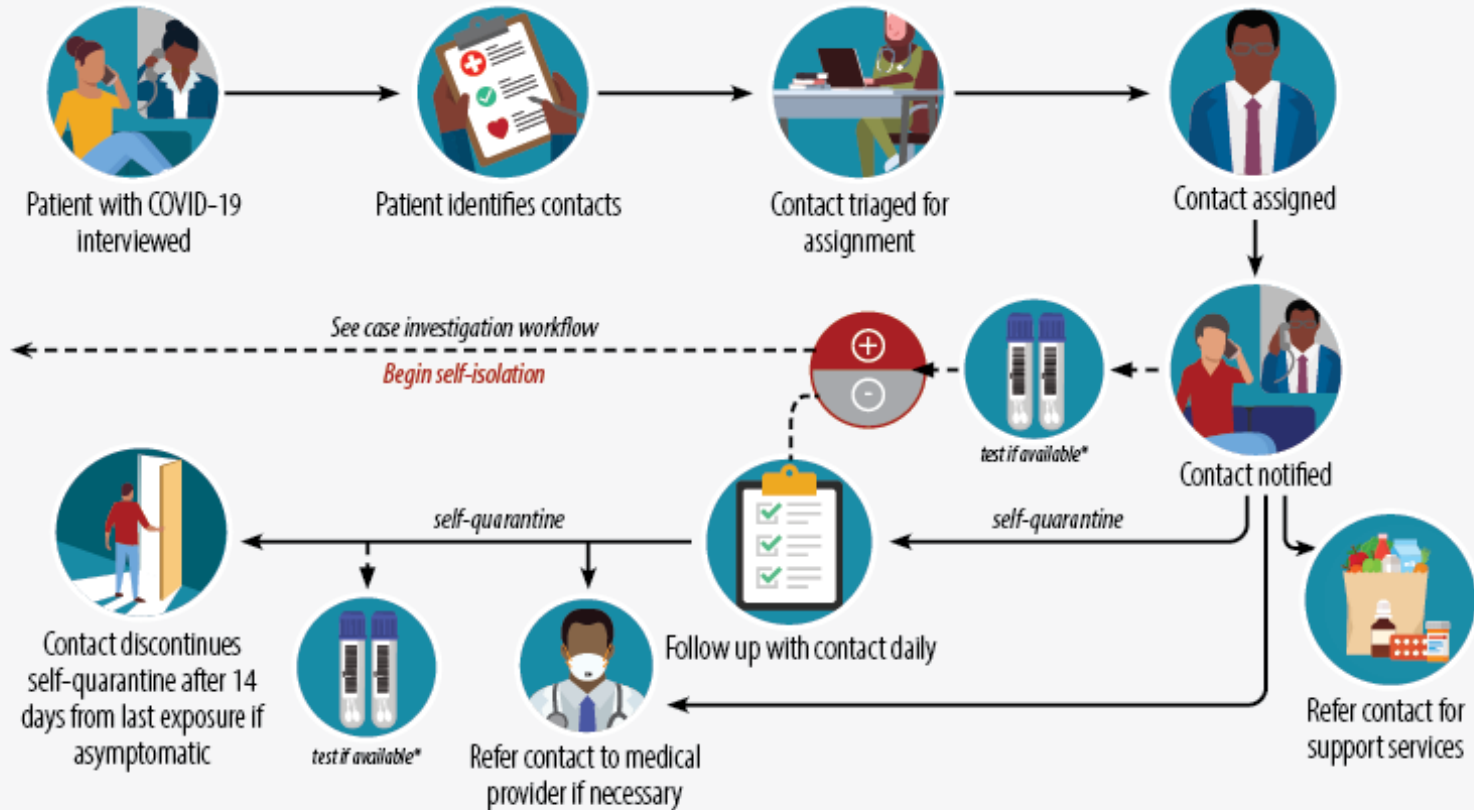 Patient with COVID-19
interviewed
Patient identifies contacts
Contact triaged for
assignment
Contact assigned
See case investigation workflow
Begin self-isolation
+
-
test if available*
Contact notified
self-quarantine
self-quarantine
Contact discontinues
self-quarantine after 14
days from last exposure if
asymptomatic
test if available*
Refer contact to medical
provider if necessary
Follow up with contact daily
Refer contact for
support services